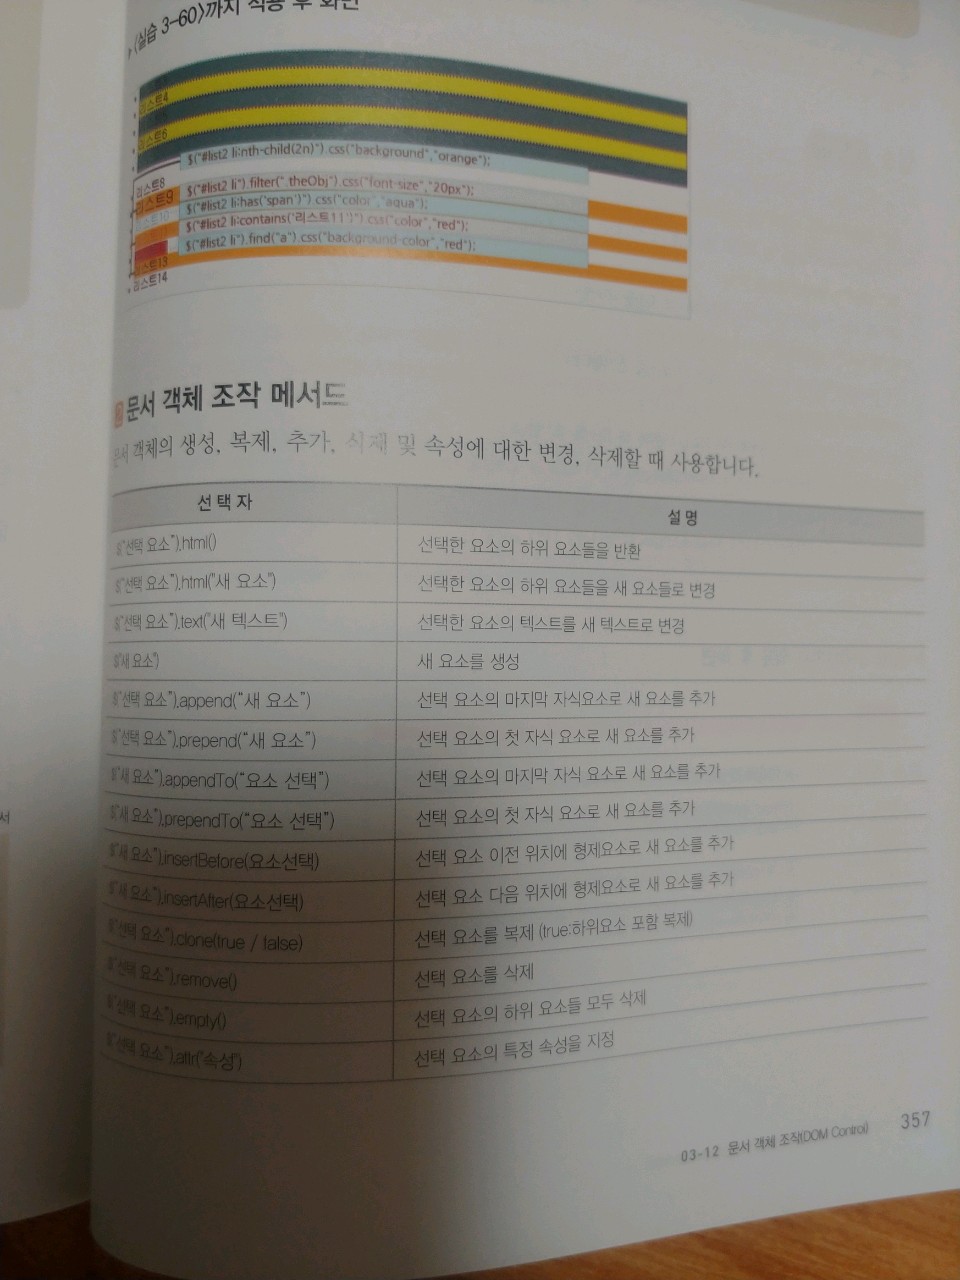 〈실습 3-60〉까지 적용 후 화면
리스트4
리스트6
$("#list2 li:nth-child(2n)").css("background","orange");
리스트8
$("#list2 li").filter(".theObj").css("font-size","20px");
리스트9
$("#list2 li:has('span')").css("color","aqua");
리스트10
$("#list2 li:contains('리스트11')").css("color","red");
$("#list2 li").find("a").css("background-color","red");
리스트13
리스트14
2 문서 객체 조작 메서드
문서 객체의 생성, 복제, 추가, 삭제 및 속성에 대한 변경, 삭제할 때 사용합니다.
선 택 자 설 명
$("선택 요소").html() 선택한 요소의 하위 요소들을 반환
$("선택 요소").html("새 요소") 선택한 요소의 하위 요소들을 새 요소들로 변경
$("선택 요소").text("새 텍스트") 선택한 요소의 텍스트를 새 텍스트로 변경
$("새 요소") 새 요소를 생성
$("선택 요소").append("새 요소") 선택 요소의 마지막 자식요소로 새 요소를 추가
$("선택 요소").prepend("새 요소") 선택 요소의 첫 자식 요소로 새 요소를 추가
$("새 요소").appendTo("요소 선택") 선택 요소의 마지막 자식 요소로 새 요소를 추가
$("새 요소").prependTo("요소 선택") 선택 요소의 첫 자식 요소로 새 요소를 추가
$("새 요소").insertBefore(요소선택) 선택 요소 이전 위치에 형제요소로 새 요소를 추가
$("새 요소").insertAfter(요소선택) 선택 요소 다음 위치에 형제요소로 새 요소를 추가
$("선택 요소").clone(true / false) 선택 요소를 복제 (true:하위요소 포함 복제)
$("선택 요소").remove() 선택 요소를 삭제
$("선택 요소").empty() 선택 요소의 하위 요소들 모두 삭제
$("선택 요소").attr("속성") 선택 요소의 특정 속성을 지정
서
03-12 문서 객체 조작(DOM Control) 357